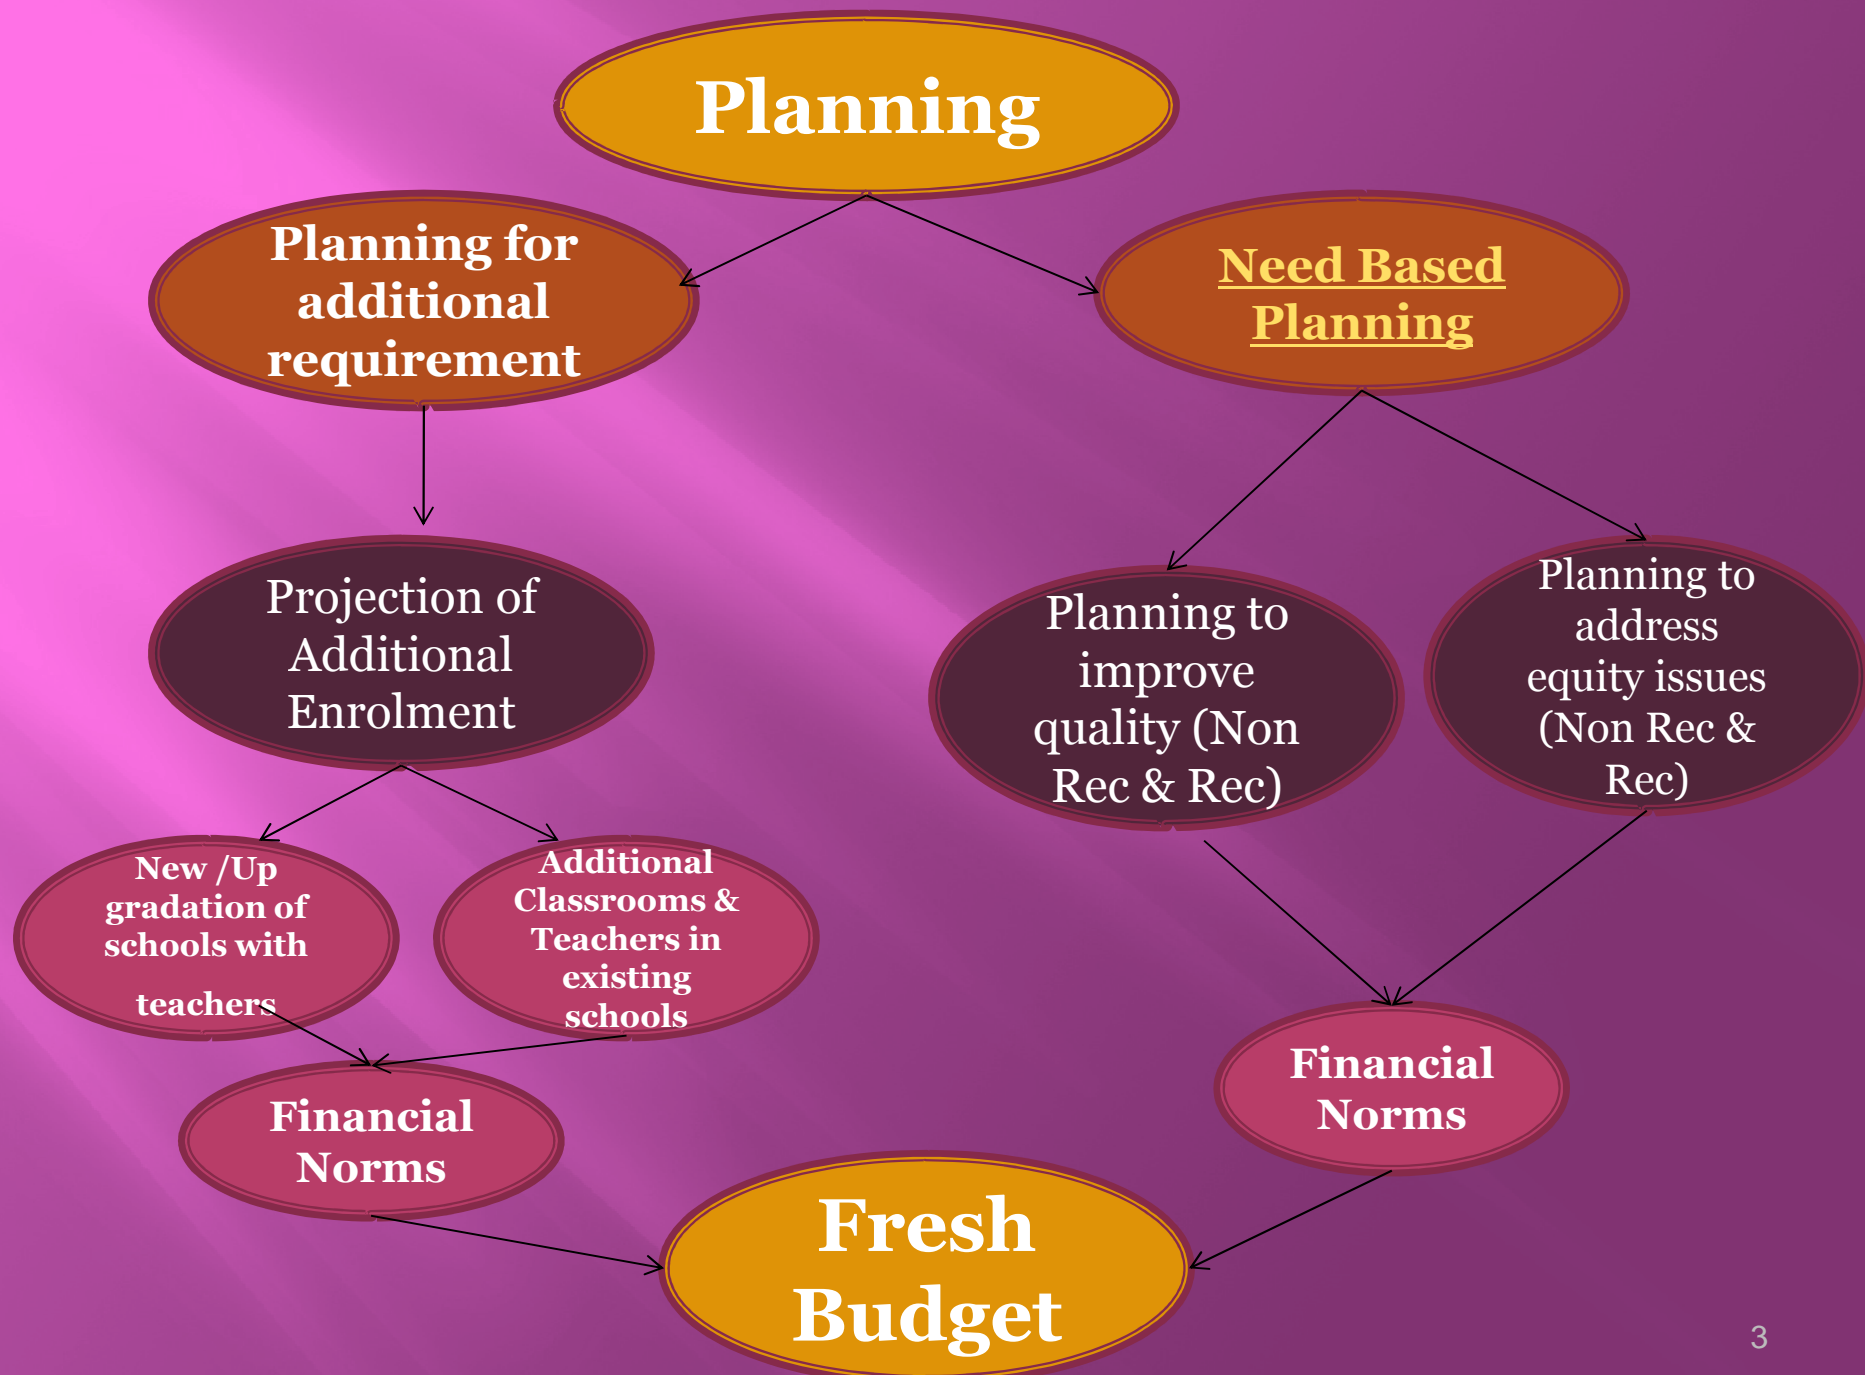 Planning
Planning for
additional
requirement
Need Based
Planning
Projection of
Additional
Enrolment
Planning to
improve
quality (Non
Rec & Rec)
Planning to
address
equity issues
(Non Rec &
Rec)
New /Up
gradation of
schools with
teachers
Additional
Classrooms &
Teachers in
existing
schools
Financial
Norms
Financial
Norms
Fresh
Budget
3